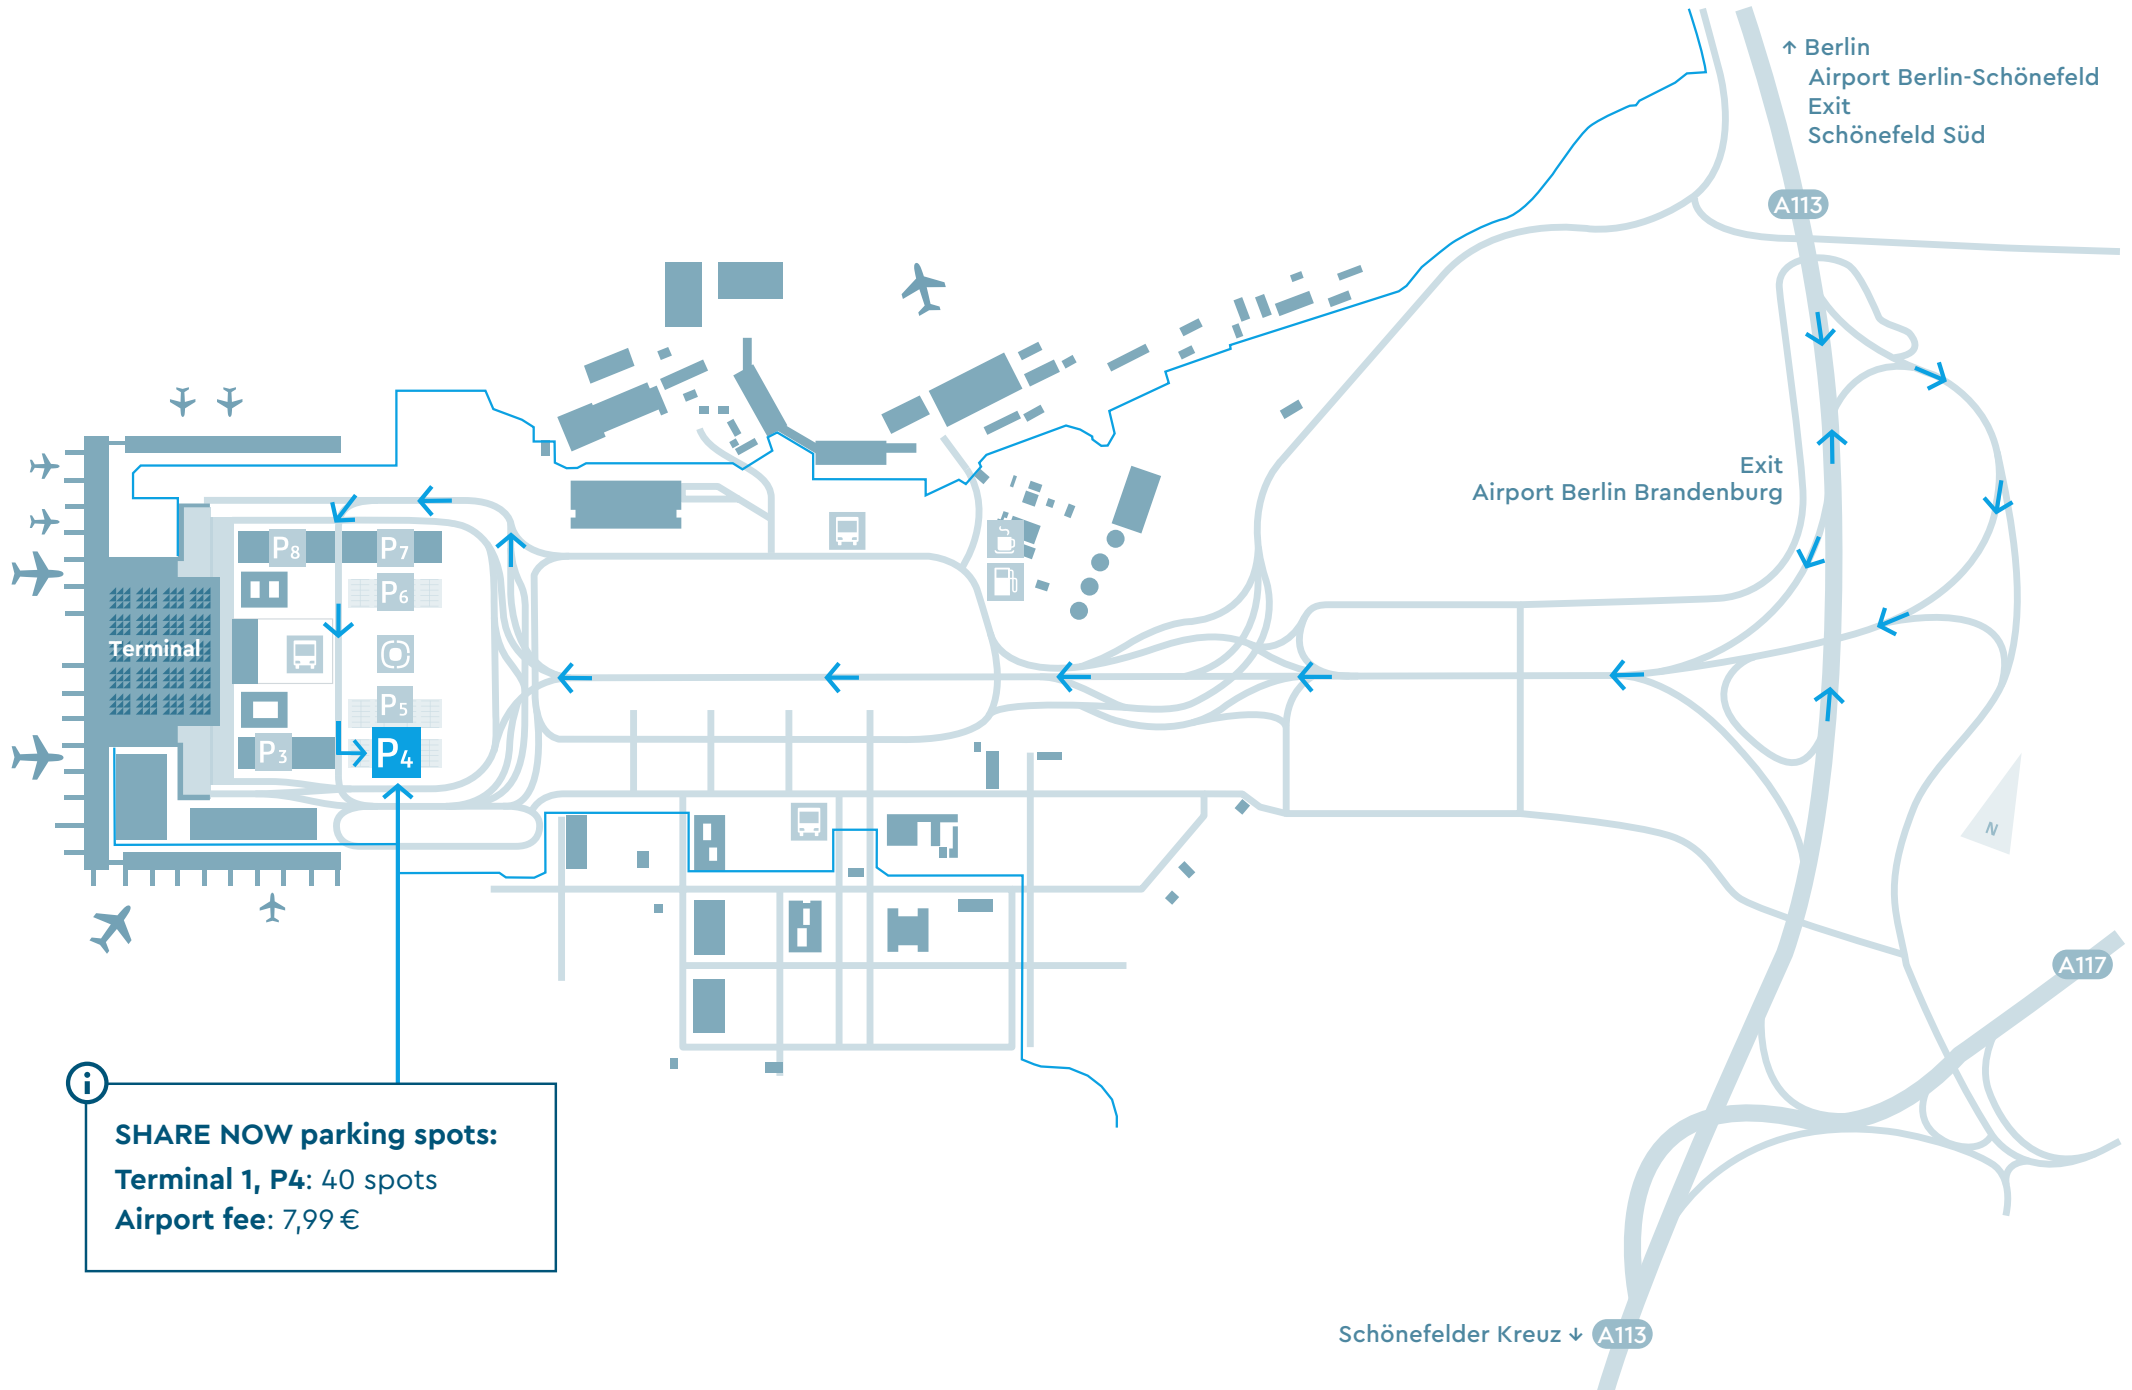 ↑ Berlin
Airport Berlin-Schönefeld
Exit
Schönefeld Süd
A113
Exit
Airport Berlin Brandenburg
P8
P7
P6
Terminal
P5
P3
P4
N
A117
SHARE NOW parking spots:
Terminal 1, P4: 40 spots
Airport fee: 7,99 €
Schönefelder Kreuz ↓ A113